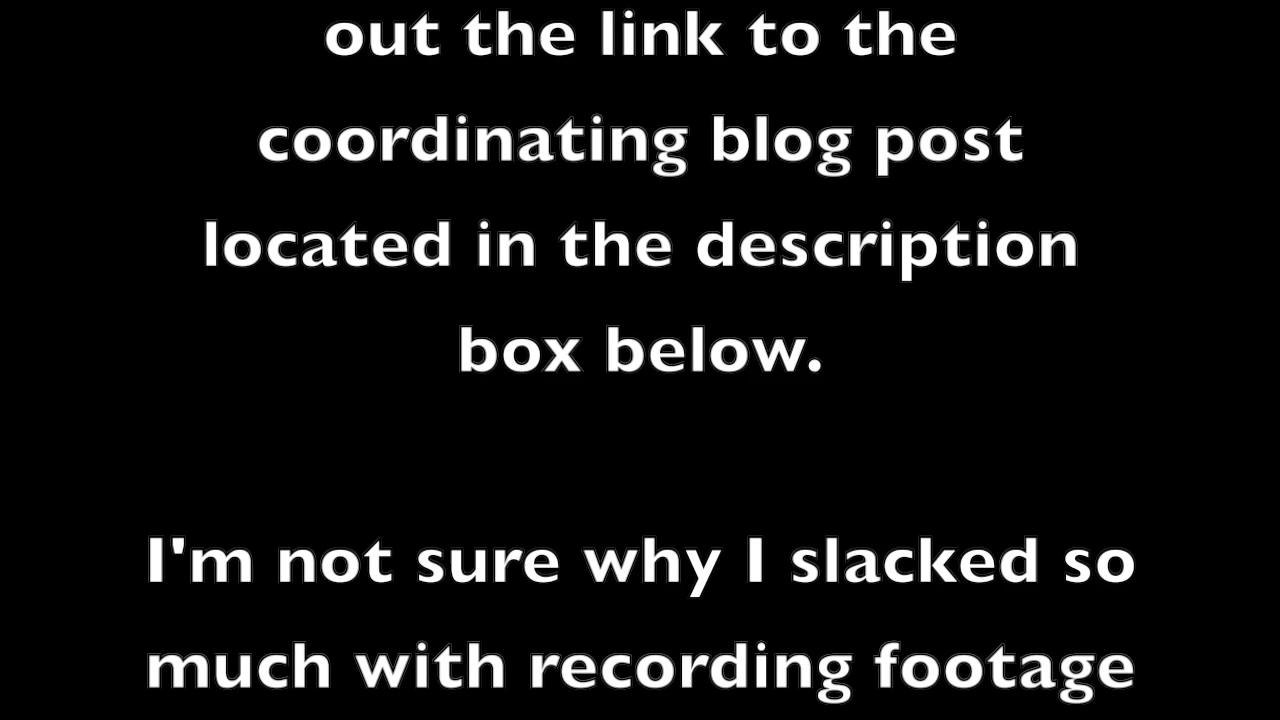 out the link to the
coordinating blog post
located in the description
box below.
I'm not sure why I slacked so
much with recording footage